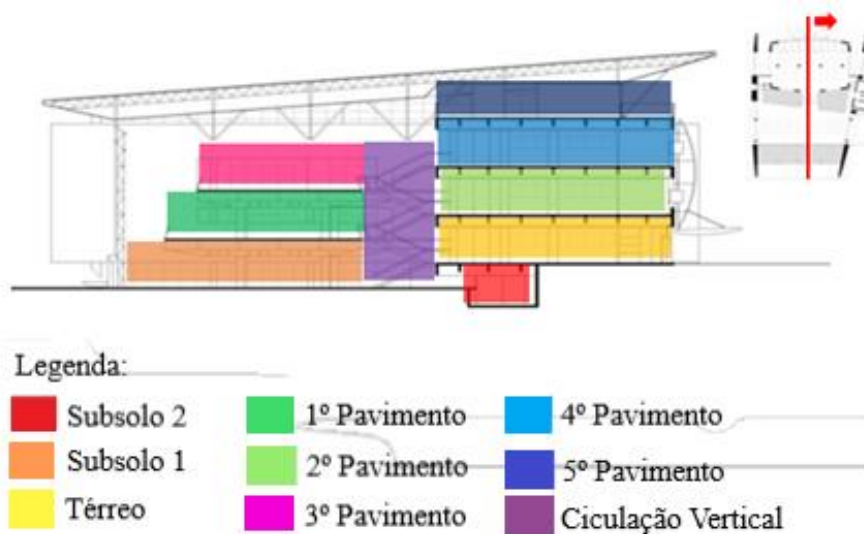 Legenda:
Subsolo 2
Subsolo 1
Térreo
1º Pavimento
2º Pavimento
3º Pavimento
4º Pavimento
5º Pavimento
Ciculação Vertical